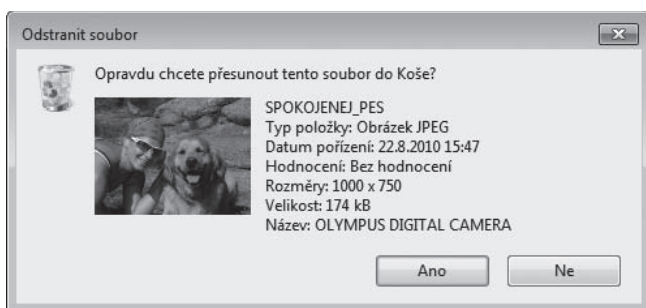 Odstranit soubor
Opravdu chcete přesunout tento soubor do Koše?
SPOKOJENEJ_PES
Typ položky: Obrázek JPEG
Datum pořízení: 22.8.2010 15:47
Hodnocení: Bez hodnocení
Rozměry: 1000 x 750
Velikost: 174 kB
Název: OLYMPUS DIGITAL CAMERA
Ano
Ne